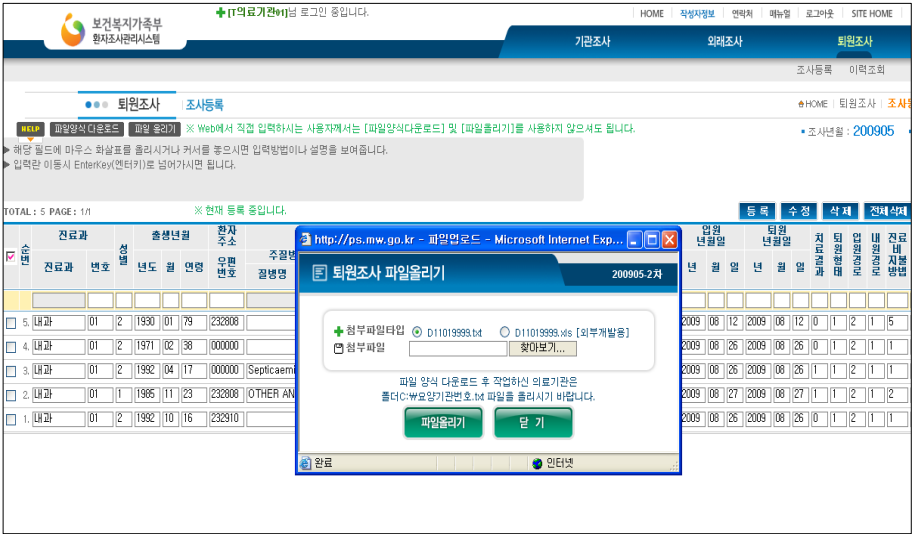 ✚ [T의료기관01]님 로그인 중입니다.
HOME 작성자정보 연락처 메뉴얼 로그아웃 SITE HOME
보건복지가족부
환자조사관리시스템
기관조사 외래조사 퇴원조사
조사등록 이력조회
퇴원조사 조사등록
HOME 퇴원조사
HELP 파일양식 다운로드 파일 올리기 ※ Web에서 직접 입력하시는 사용자께서는 [파일양식다운로드] 및 [파일올리기]를 사용하지 않으셔도 됩니다.
조사년월 : 200905
▶ 해당 필드에 마우스 화살표를 올리시거나 커서를 놓으시면 입력방법이나 설명을 보여줍니다.
▶ 입력란 이동시 EnterKey(엔터키)로 넘어가시면 됩니다.
TOTAL : 5 PAGE : 1/1 ※ 현재 등록 중입니다.
등 록 수 정 삭 제 전체삭제
순번 진료과 성별 출생년월 환자주소 입원년월일 퇴원년월일 치료결과 퇴원형태 입원경로 내원경로 진료비지불방법
진료과 번호 년도 월 연령 우편번호 질병명 년 월 일 년 월 일
5. 내과 01 2 1930 01 79 232808 2009 08 12 2009 08 12 0 1 2 1 5
4. 내과 01 2 1971 02 38 000000 2009 08 26 2009 08 26 0 1 2 1 1
3. 내과 01 2 1992 04 17 000000 Septicaemi 2009 08 26 2009 08 26 1 1 2 1 1
2. 내과 01 1 1985 11 23 232808 OTHER AN 2009 08 27 2009 08 27 1 1 2 1 2
1. 내과 01 2 1992 10 16 232910 2009 08 26 2009 08 26 0 1 2 1 1
http://ps.mw.go.kr - 파일업로드 - Microsoft Internet Exp...
퇴원조사 파일올리기 200905-2차
✚ 첨부파일타입 D11019999.txt D11019999.xls [외부개발용]
첨부파일 찾아보기...
파일 양식 다운로드 후 작업하신 의료기관은
폴더C:₩요양기관번호.txt 파일을 올리시기 바랍니다.
파일올리기 닫 기
완료 인터넷